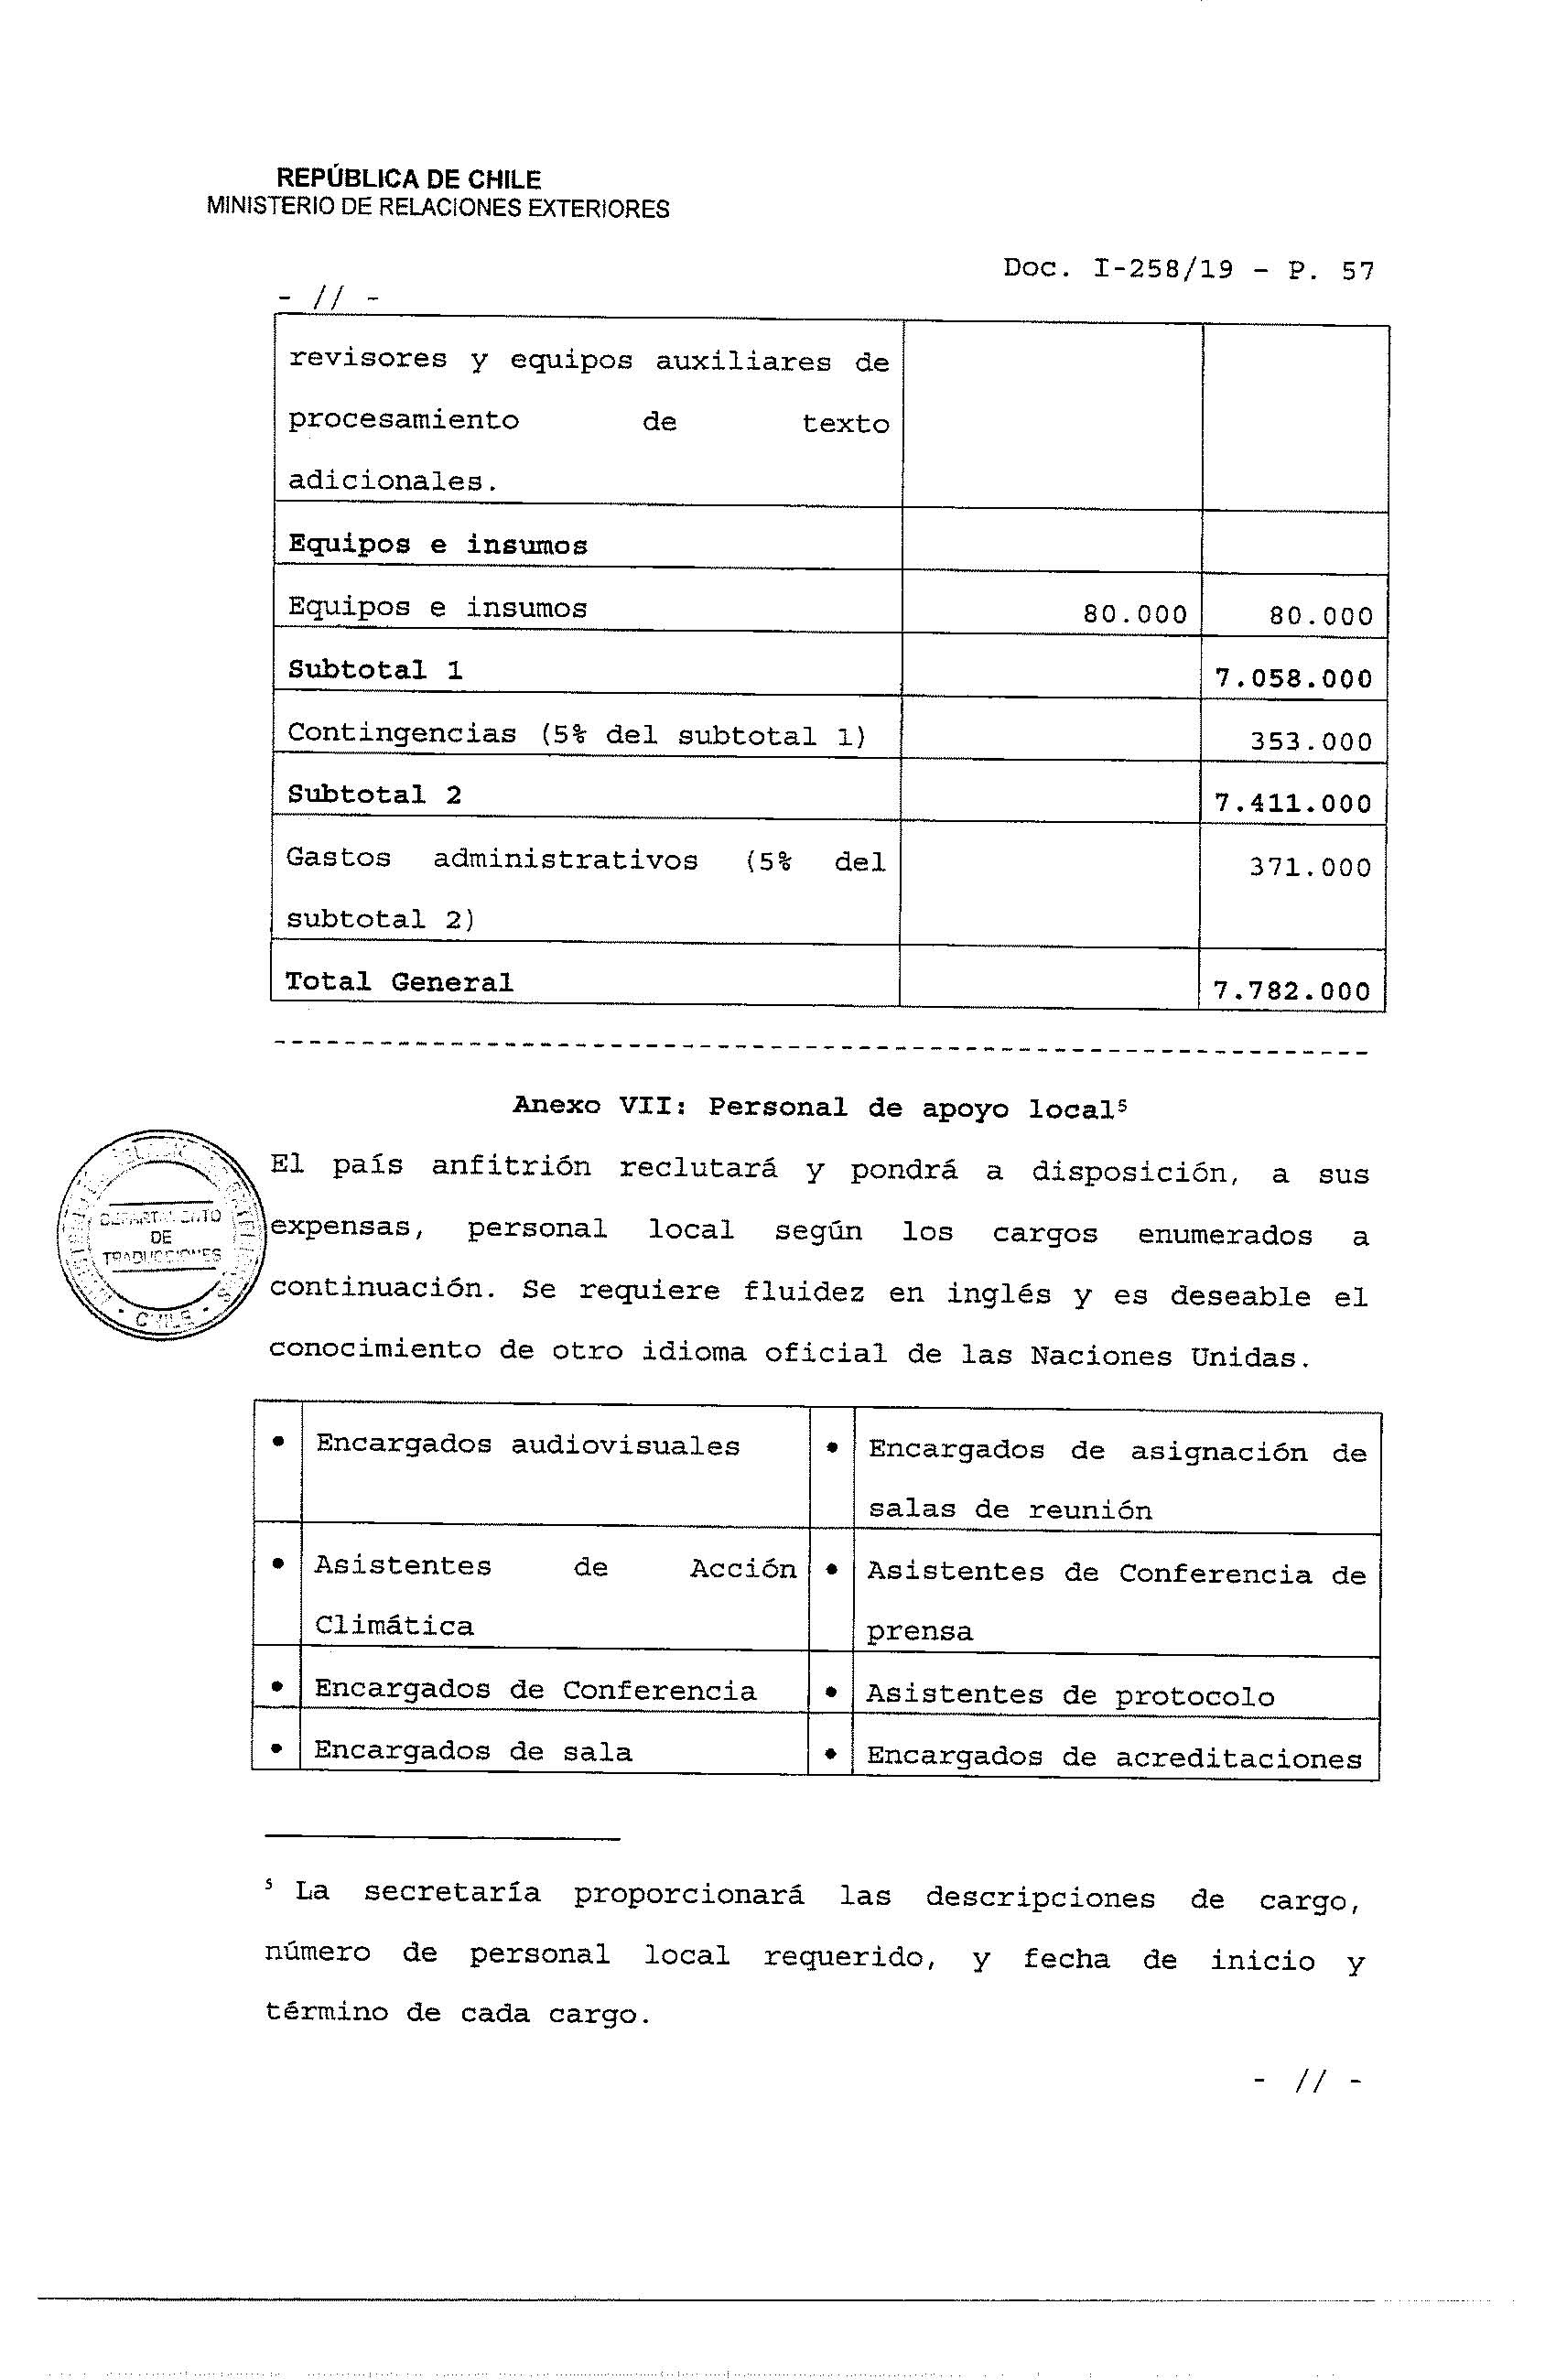 REPÚBLICA DE CHILE
MINISTERIO DE RELACIONES EXTERIORES
Doc. I-258/19 - P. 57
- // -
revisores y equipos auxiliares de
procesamiento de texto
adicionales.
Equipos e insumos
Equipos e insumos 80.000 80.000
Subtotal 1 7.058.000
Contingencias (5% del subtotal 1) 353.000
Subtotal 2 7.411.000
Gastos administrativos (5% del 371.000
subtotal 2)
Total General 7.782.000
Anexo VII: Personal de apoyo local⁵
El país anfitrión reclutará y pondrá a disposición, a sus
expensas, personal local según los cargos enumerados a
continuación. Se requiere fluidez en inglés y es deseable el
conocimiento de otro idioma oficial de las Naciones Unidas.
DEPARTAMENTO
DE
TRADUCCIONES
CHILE
• Encargados audiovisuales
• Encargados de asignación de
salas de reunión
• Asistentes de Acción
Climática
• Asistentes de Conferencia de
prensa
• Encargados de Conferencia
• Asistentes de protocolo
• Encargados de sala
• Encargados de acreditaciones
⁵ La secretaría proporcionará las descripciones de cargo,
número de personal local requerido, y fecha de inicio y
término de cada cargo.
- // -